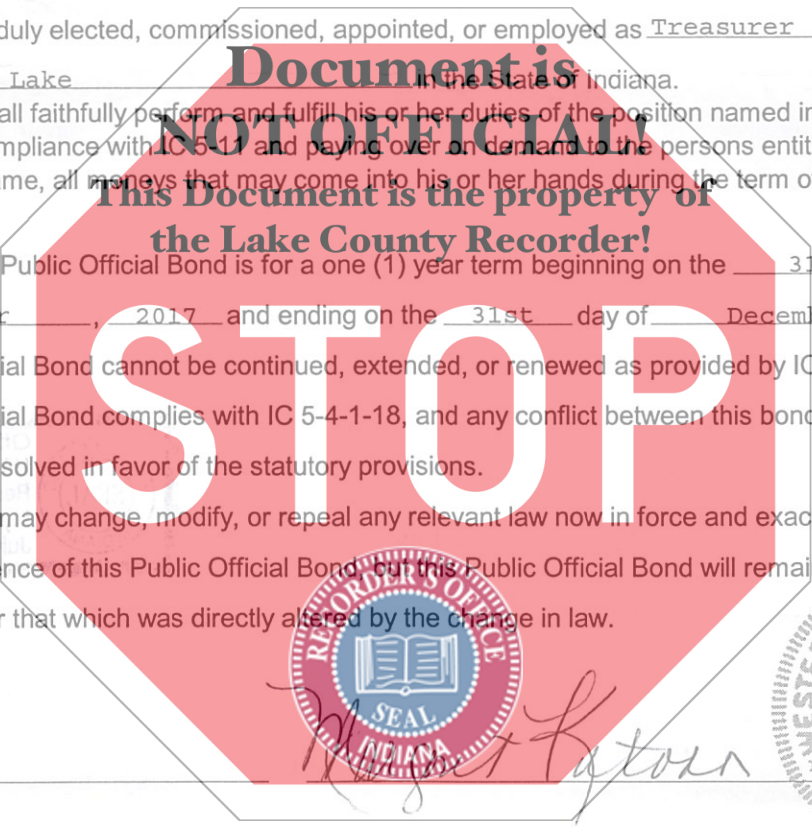 duly elected, commissioned, appointed, or employed as Treasurer
Lake in the State of Indiana.
Document is
all faithfully perform and fulfill his or her duties of the position named in
NOT OFFICIAL!
mpliance with IC 5-11 and paying over on demand to the persons entit
me, all moneys that may come into his or her hands during the term o
This Document is the property of
the Lake County Recorder!
Public Official Bond is for a one (1) year term beginning on the 31
r , 2017 and ending on the 31st day of Decem
STOP
ial Bond cannot be continued, extended, or renewed as provided by IC
ial Bond complies with IC 5-4-1-18, and any conflict between this bond
solved in favor of the statutory provisions.
may change, modify, or repeal any relevant law now in force and exac
ence of this Public Official Bond, but this Public Official Bond will remai
r that which was directly altered by the change in law.
RECORDER'S OFFICE
SEAL
INDIANA